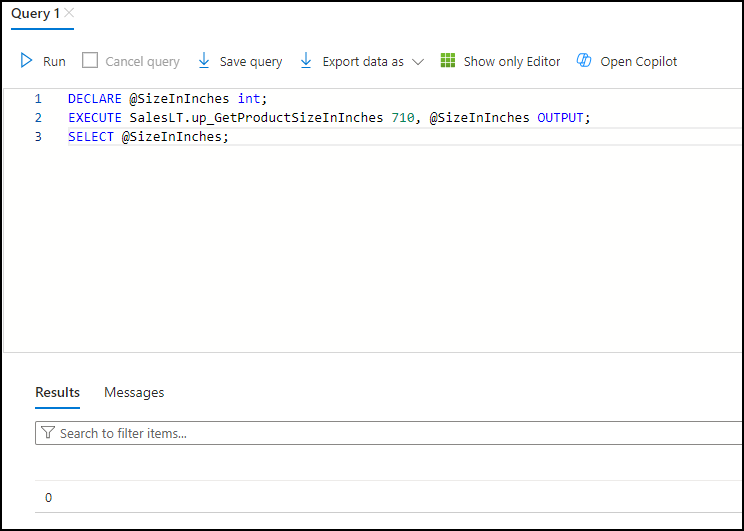 Query 1
Run Cancel query Save query Export data as Show only Editor Open Copilot
1 DECLARE @SizeInInches int;
2 EXECUTE SalesLT.up_GetProductSizeInInches 710, @SizeInInches OUTPUT;
3 SELECT @SizeInInches;
Results Messages
Search to filter items...
0